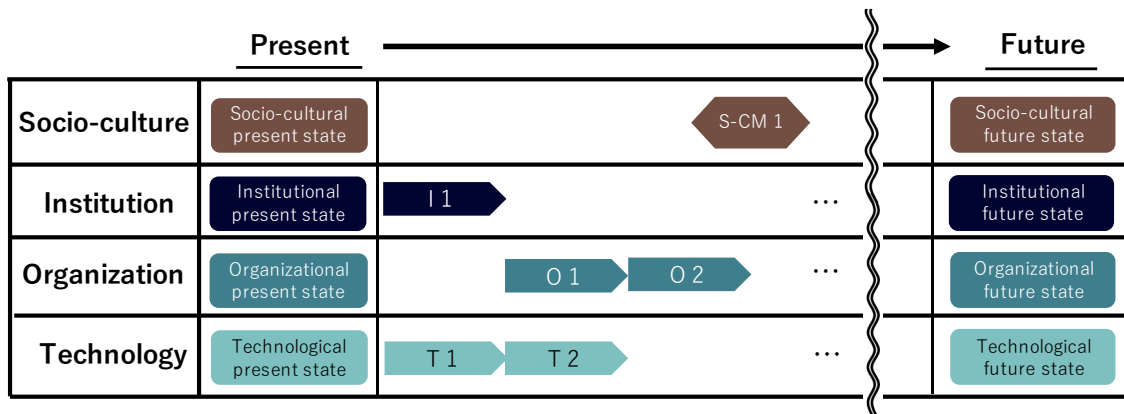 Present
Future
Socio-culture
Socio-cultural
present state
S-CM 1
Socio-cultural
future state
Institution
Institutional
present state
I 1
...
Institutional
future state
Organization
Organizational
present state
O 1
O 2
...
Organizational
future state
Technology
Technological
present state
T 1
T 2
...
Technological
future state